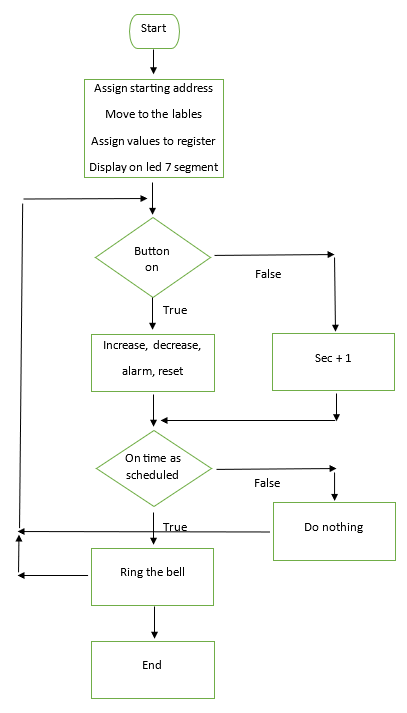 Start
Assign starting address
Move to the lables
Assign values to register
Display on led 7 segment
Button
on
False
True
Increase, decrease,
alarm, reset
Sec + 1
On time as
scheduled
False
True
Do nothing
Ring the bell
End